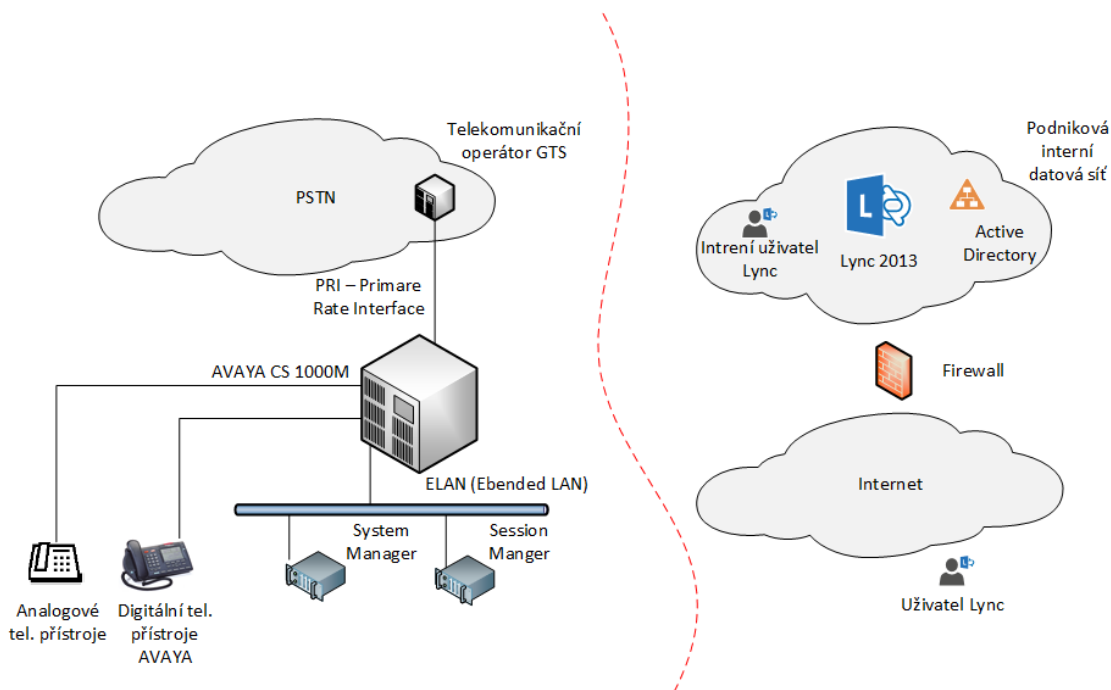 Telekomunikační
operátor GTS
PSTN
PRI – Primare
Rate Interface
AVAYA CS 1000M
ELAN (Ebended LAN)
System
Manager
Session
Manger
Analogové
tel. přístroje
Digitální tel.
přístroje
AVAYA
Podniková
interní
datová síť
L
Intrení uživatel
Lync
Lync 2013
Active
Directory
Firewall
Internet
Uživatel Lync